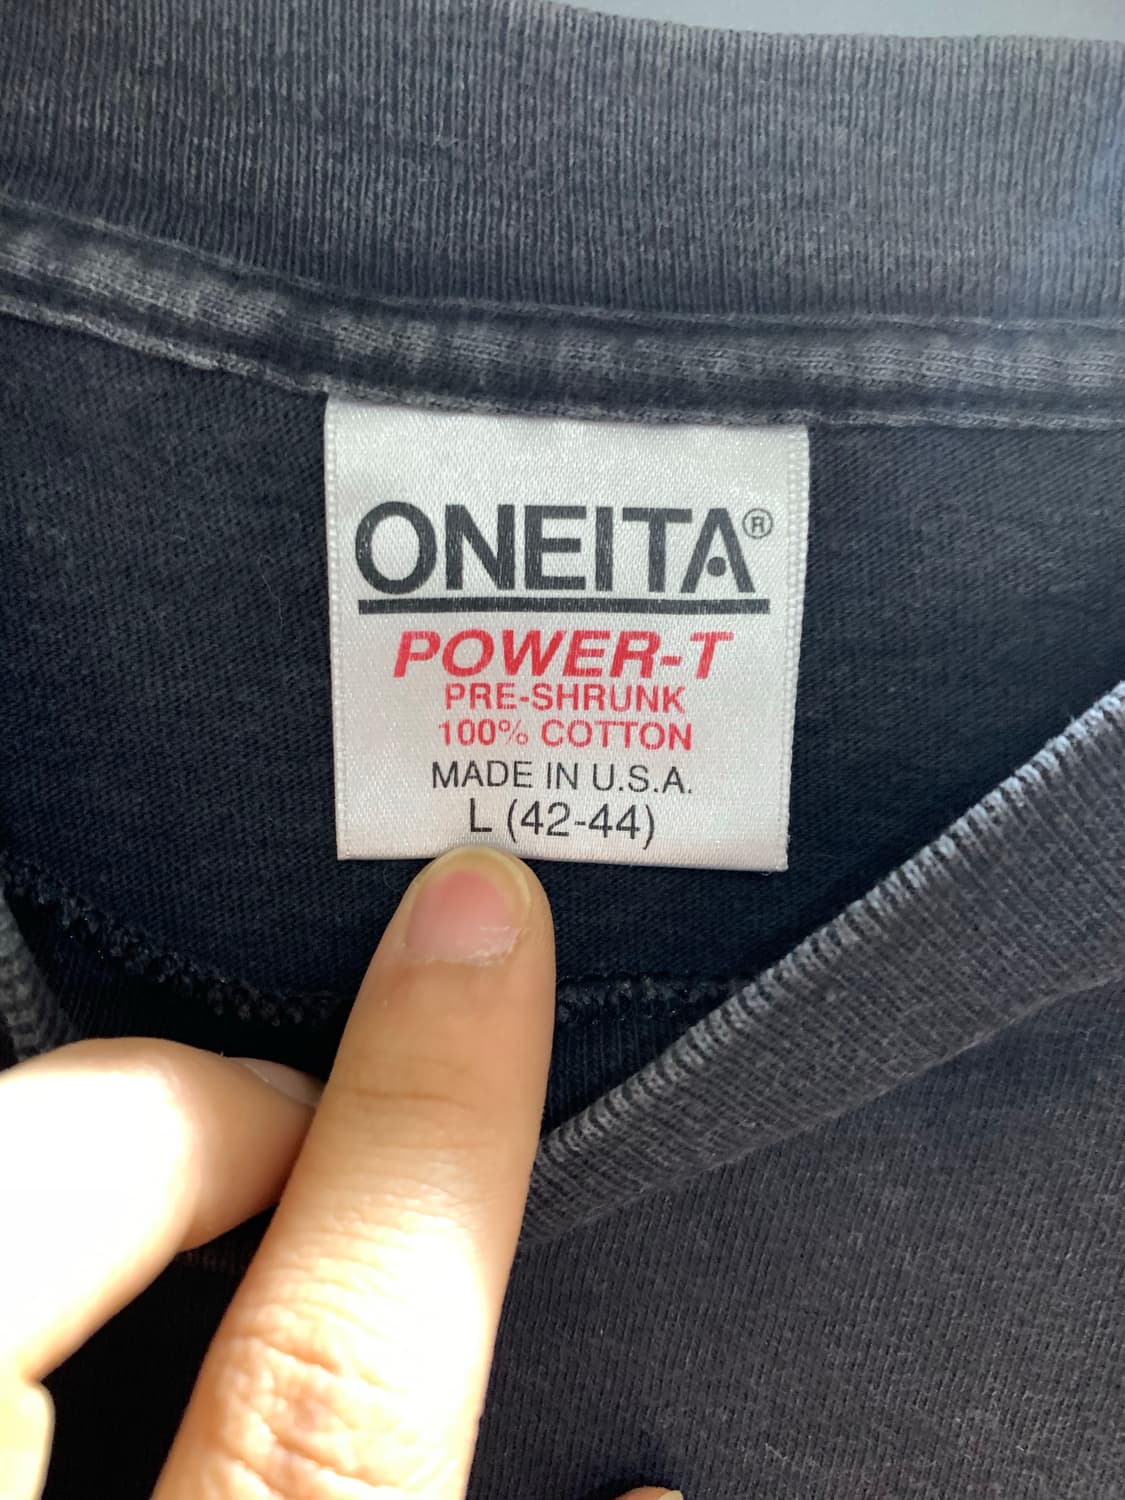 ONEITA®
POWER-T
PRE-SHRUNK
100% COTTON
MADE IN U.S.A.
L (42-44)